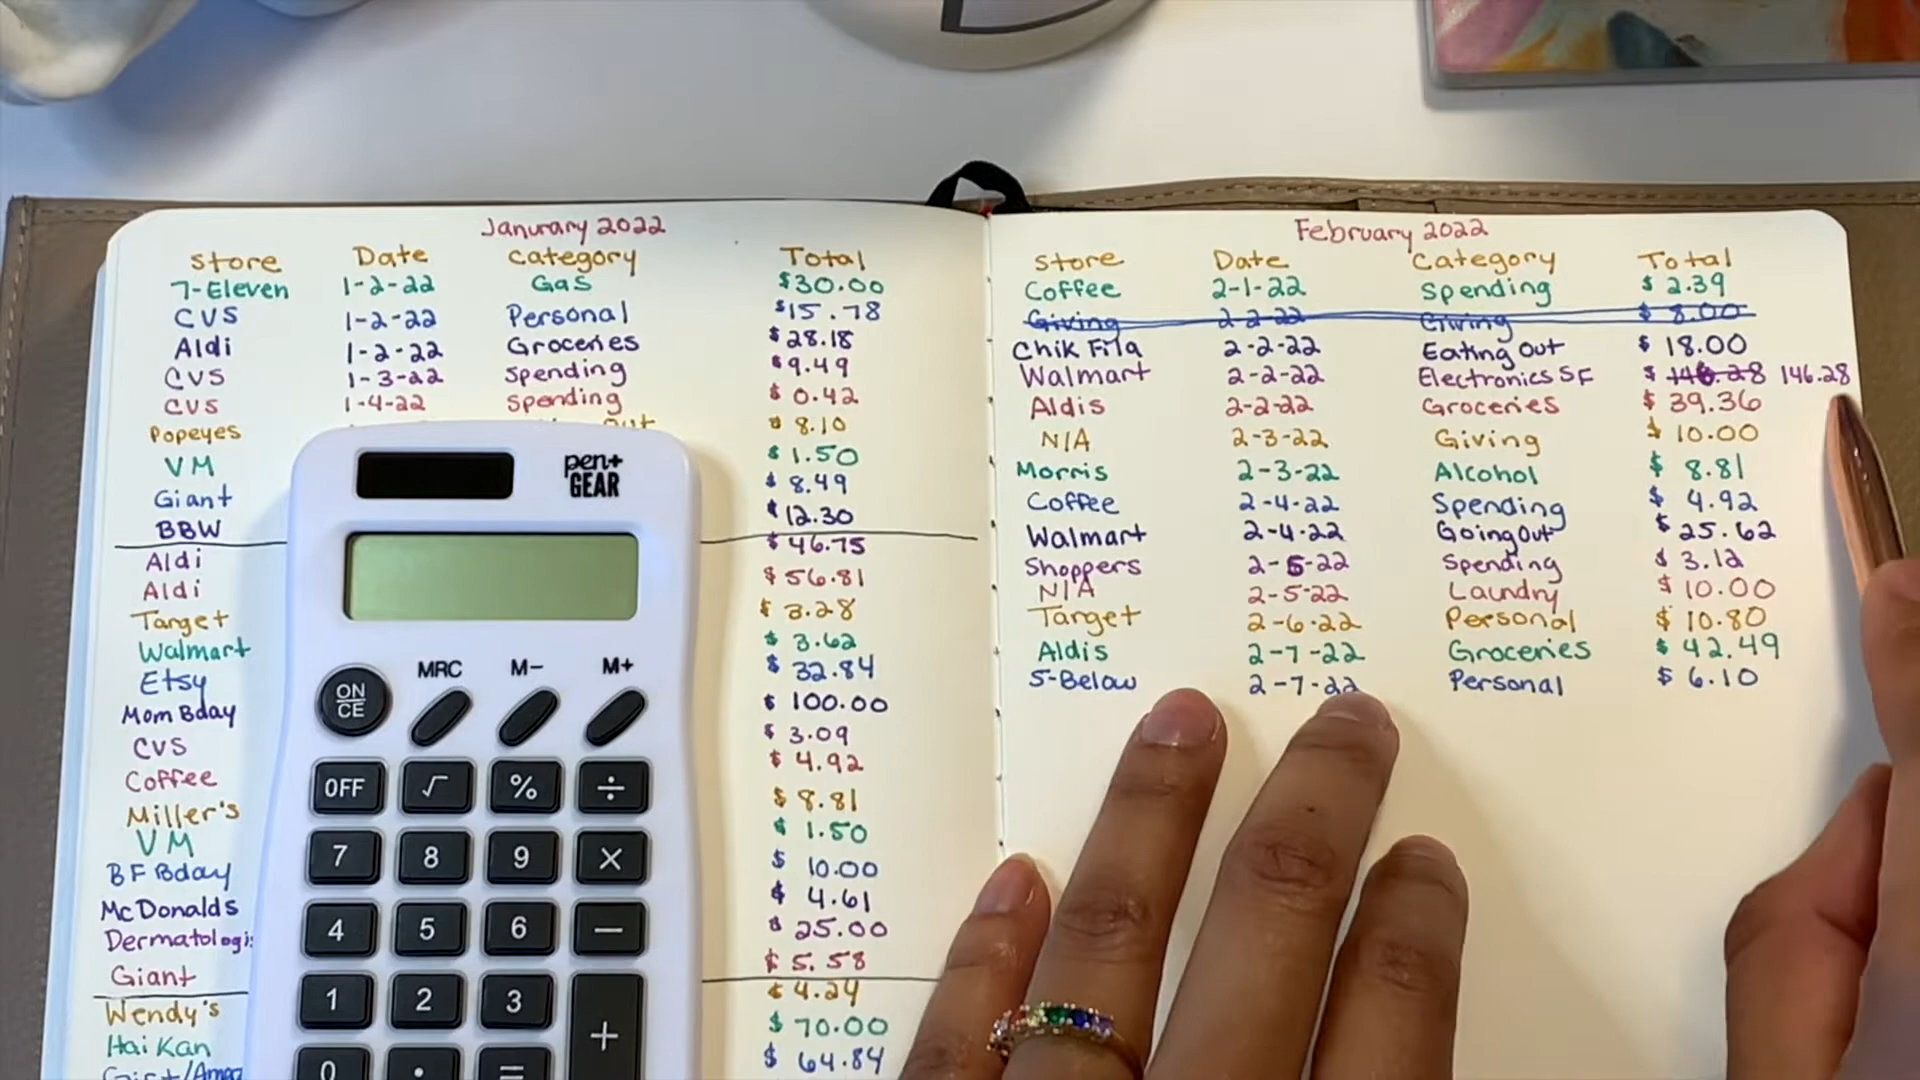 January 2022
Store Date Category Total
7-Eleven 1-2-22 Gas $30.00
CVS 1-2-22 Personal $15.78
Aldi 1-2-22 Groceries $28.18
CVS 1-3-22 Spending $9.49
CVS 1-4-22 Spending $0.42
Popeyes $8.10
VM $1.50
Giant $8.49
BBW $12.30
Aldi $46.75
Aldi $56.81
Target $3.28
Walmart $3.62
Etsy $32.84
Mom Bday $100.00
CVS $3.09
Coffee $4.92
Miller's $8.81
VM $1.50
BF Bday $10.00
McDonalds $4.61
Dermatologi $25.00
Giant $5.58
Wendy's $4.24
Hai Kan $70.00
$64.84
February 2022
Store Date Category Total
Coffee 2-1-22 Spending $2.39
Giving 2-2-22 Giving $8.00
Chik Fila 2-2-22 Eating Out $18.00
Walmart 2-2-22 Electronics SF $146.28 146.28
Aldis 2-2-22 Groceries $39.36
N/A 2-3-22 Giving $10.00
Morris 2-3-22 Alcohol $8.81
Coffee 2-4-22 Spending $4.92
Walmart 2-4-22 Going Out $25.62
Shoppers 2-5-22 Spending $3.12
N/A 2-5-22 Laundry $10.00
Target 2-6-22 Personal $10.80
Aldis 2-7-22 Groceries $42.49
5-Below 2-7-22 Personal $6.10
pen+
GEAR
MRC M- M+
ON
CE
OFF √ % ÷
7 8 9 ×
4 5 6 −
1 2 3 +
0 . =